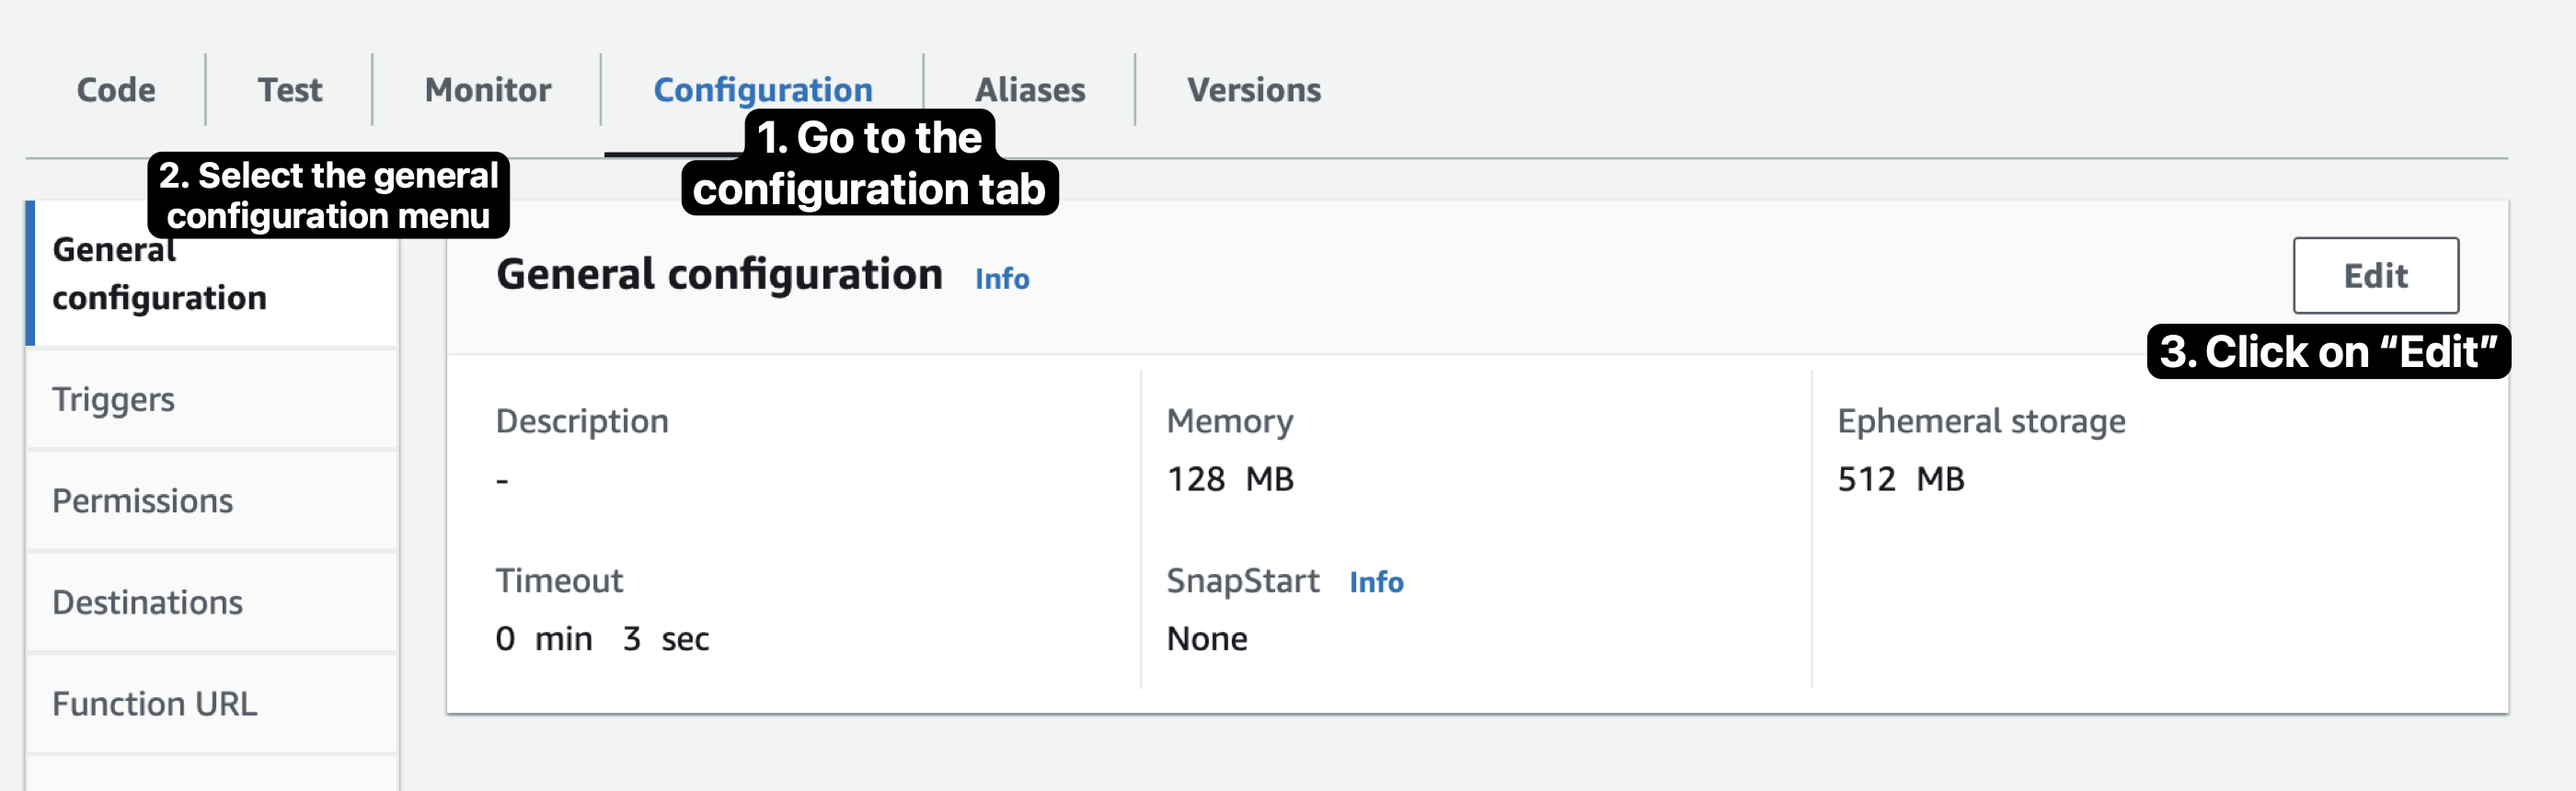 Code
Test
Monitor
Configuration
Aliases
Versions
1. Go to the
configuration tab
2. Select the general
configuration menu
General
configuration
Triggers
Permissions
Destinations
Function URL
General configuration Info
Edit
3. Click on “Edit”
Description
-
Memory
128 MB
Ephemeral storage
512 MB
Timeout
0 min 3 sec
SnapStart Info
None